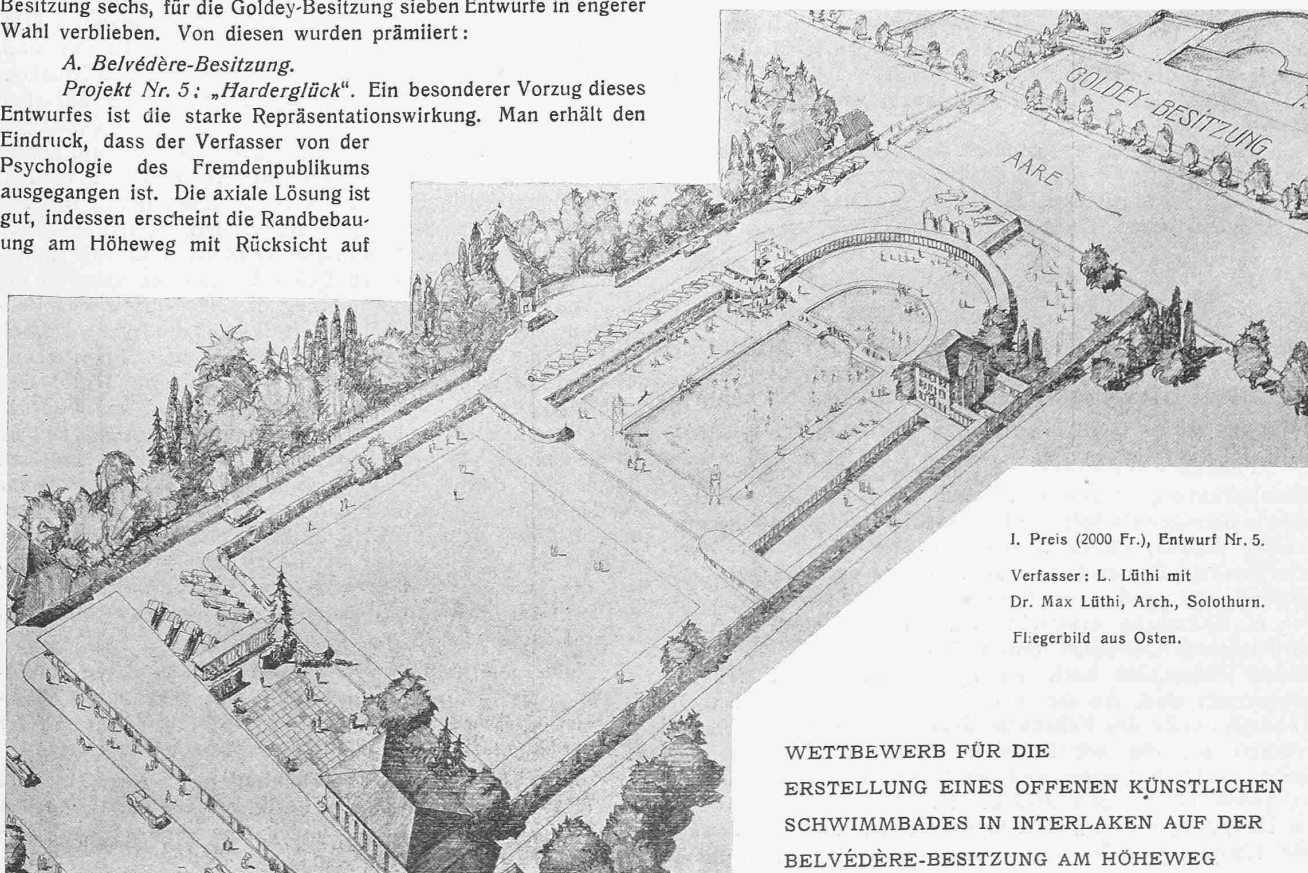 Besitzung sechs, für die Goldey-Besitzung sieben Entwürfe in engerer
Wahl verblieben. Von diesen wurden prämiiert:
A. Belvédère-Besitzung.
Projekt Nr. 5: „Harderglück“. Ein besonderer Vorzug dieses
Entwurfes ist die starke Repräsentationswirkung. Man erhält den
Eindruck, dass der Verfasser von der
Psychologie des Fremdenpublikums
ausgegangen ist. Die axiale Lösung ist
gut, indessen erscheint die Randbebau-
ung am Höheweg mit Rücksicht auf
GOLDEY-BESITZUNG
AARE
I. Preis (2000 Fr.), Entwurf Nr. 5.
Verfasser: L. Lüthi mit
Dr. Max Lüthi, Arch., Solothurn.
Fliegerbild aus Osten.
WETTBEWERB FÜR DIE
ERSTELLUNG EINES OFFENEN KÜNSTLICHEN
SCHWIMMBADES IN INTERLAKEN AUF DER
BELVÉDÈRE-BESITZUNG AM HÖHEWEG